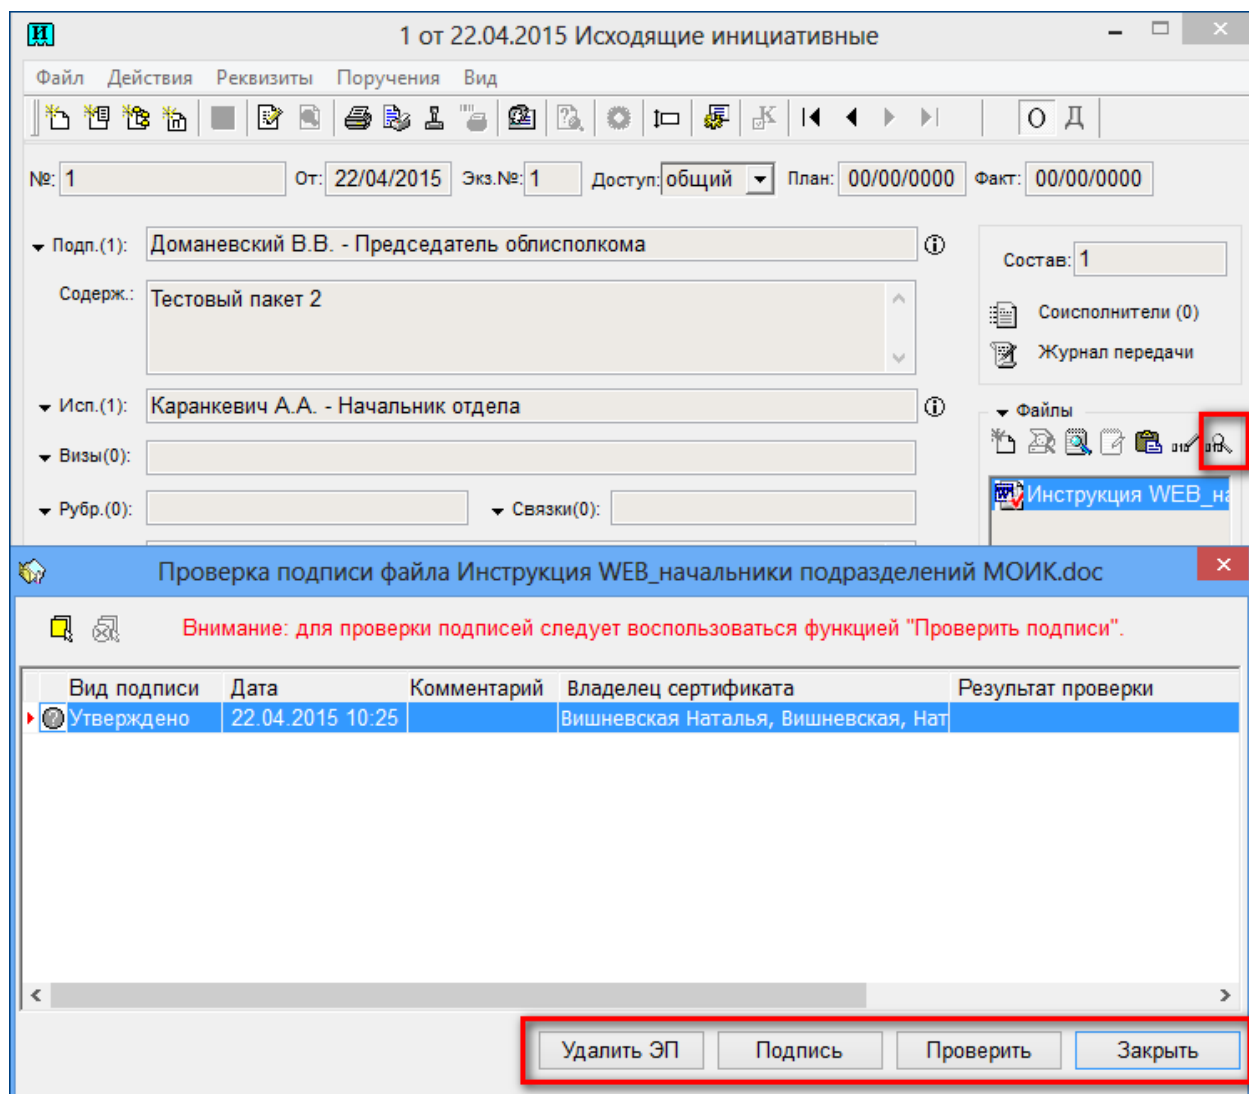 1 от 22.04.2015 Исходящие инициативные
Файл Действия Реквизиты Поручения Вид
О Д
№: 1 От: 22/04/2015 Экз.№: 1 Доступ: общий План: 00/00/0000 Факт: 00/00/0000
Подп.(1): Доманевский В.В. - Председатель облисполкома
Состав: 1
Содерж.: Тестовый пакет 2
Соисполнители (0)
Журнал передачи
Исп.(1): Каранкевич А.А. - Начальник отдела
Файлы
Визы(0):
Рубр.(0): Связки(0):
Инструкция WEB_на
Проверка подписи файла Инструкция WEB_начальники подразделений МОИК.doc
Внимание: для проверки подписей следует воспользоваться функцией "Проверить подписи".
Вид подписи Дата Комментарий Владелец сертификата Результат проверки
Утверждено 22.04.2015 10:25 Вишневская Наталья, Вишневская, Нат
Удалить ЭП Подпись Проверить Закрыть